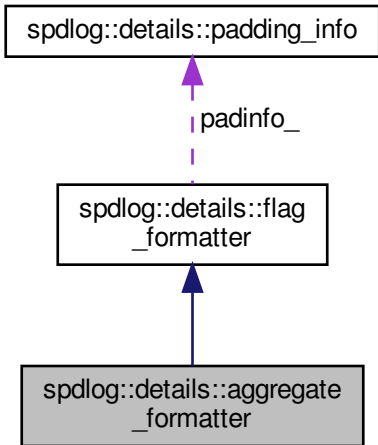 spdlog::details::padding_info
padinfo_
spdlog::details::flag
_formatter
spdlog::details::aggregate
_formatter